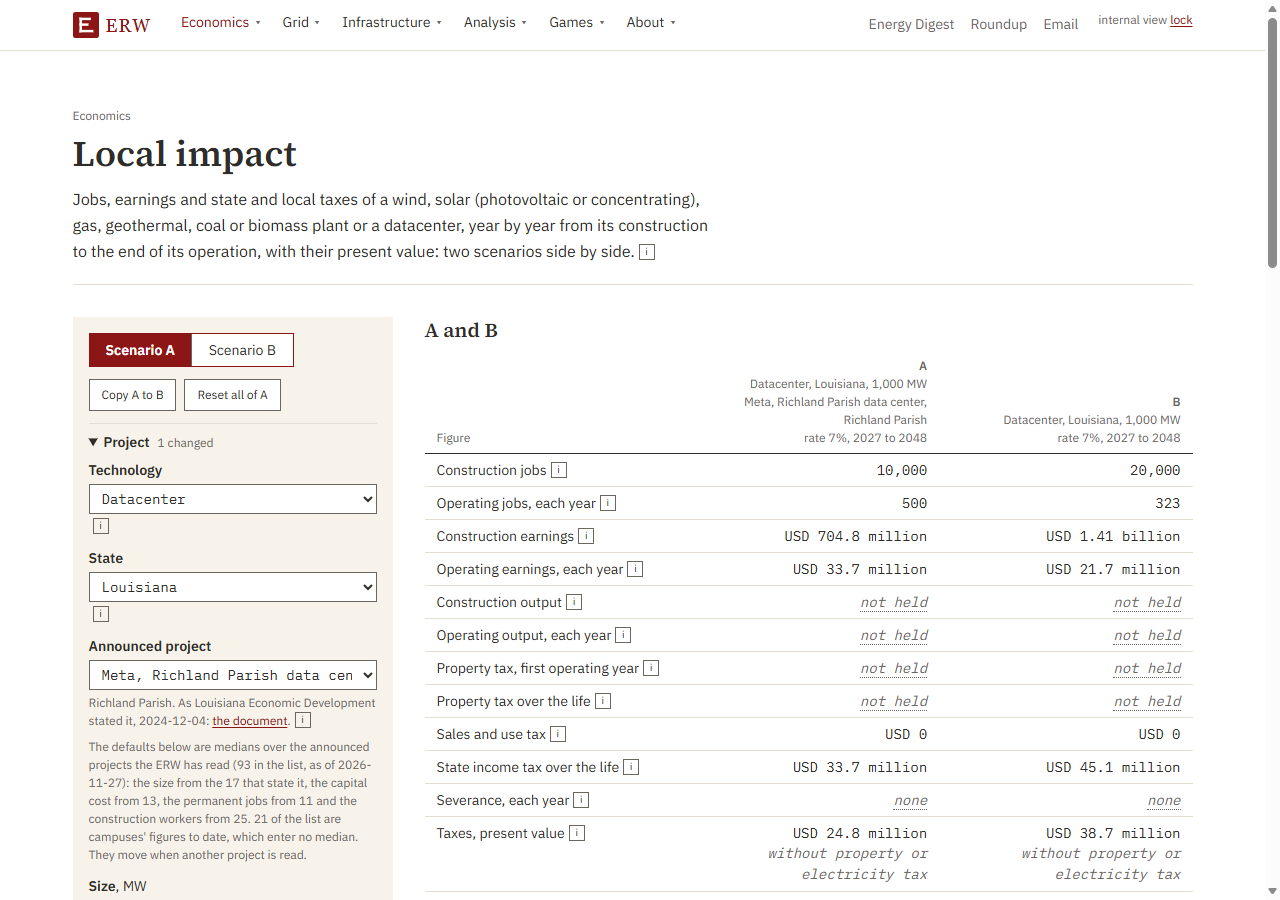 E ERW Economics Grid Infrastructure Analysis Games About Energy Digest Roundup Email internal view lock
Economics
Local impact
Jobs, earnings and state and local taxes of a wind, solar (photovoltaic or concentrating),
gas, geothermal, coal or biomass plant or a datacenter, year by year from its construction
to the end of its operation, with their present value: two scenarios side by side. i
Scenario A Scenario B
Copy A to B Reset all of A
Project 1 changed
Technology
Datacenter
i
State
Louisiana
i
Announced project
Meta, Richland Parish data cen
Richland Parish. As Louisiana Economic Development
stated it, 2024-12-04: the document. i
The defaults below are medians over the announced
projects the ERW has read (93 in the list, as of 2026-
11-27): the size from the 17 that state it, the capital
cost from 13, the permanent jobs from 11 and the
construction workers from 25. 21 of the list are
campuses' figures to date, which enter no median.
They move when another project is read.
Size, MW
A and B
A
Datacenter, Louisiana, 1,000 MW
Meta, Richland Parish data center,
Richland Parish
rate 7%, 2027 to 2048
B
Datacenter, Louisiana, 1,000 MW
rate 7%, 2027 to 2048
Figure
Construction jobs i 10,000 20,000
Operating jobs, each year i 500 323
Construction earnings i USD 704.8 million USD 1.41 billion
Operating earnings, each year i USD 33.7 million USD 21.7 million
Construction output i not held not held
Operating output, each year i not held not held
Property tax, first operating year i not held not held
Property tax over the life i not held not held
Sales and use tax i USD 0 USD 0
State income tax over the life i USD 33.7 million USD 45.1 million
Severance, each year i none none
Taxes, present value i USD 24.8 million USD 38.7 million
without property or without property or
electricity tax electricity tax